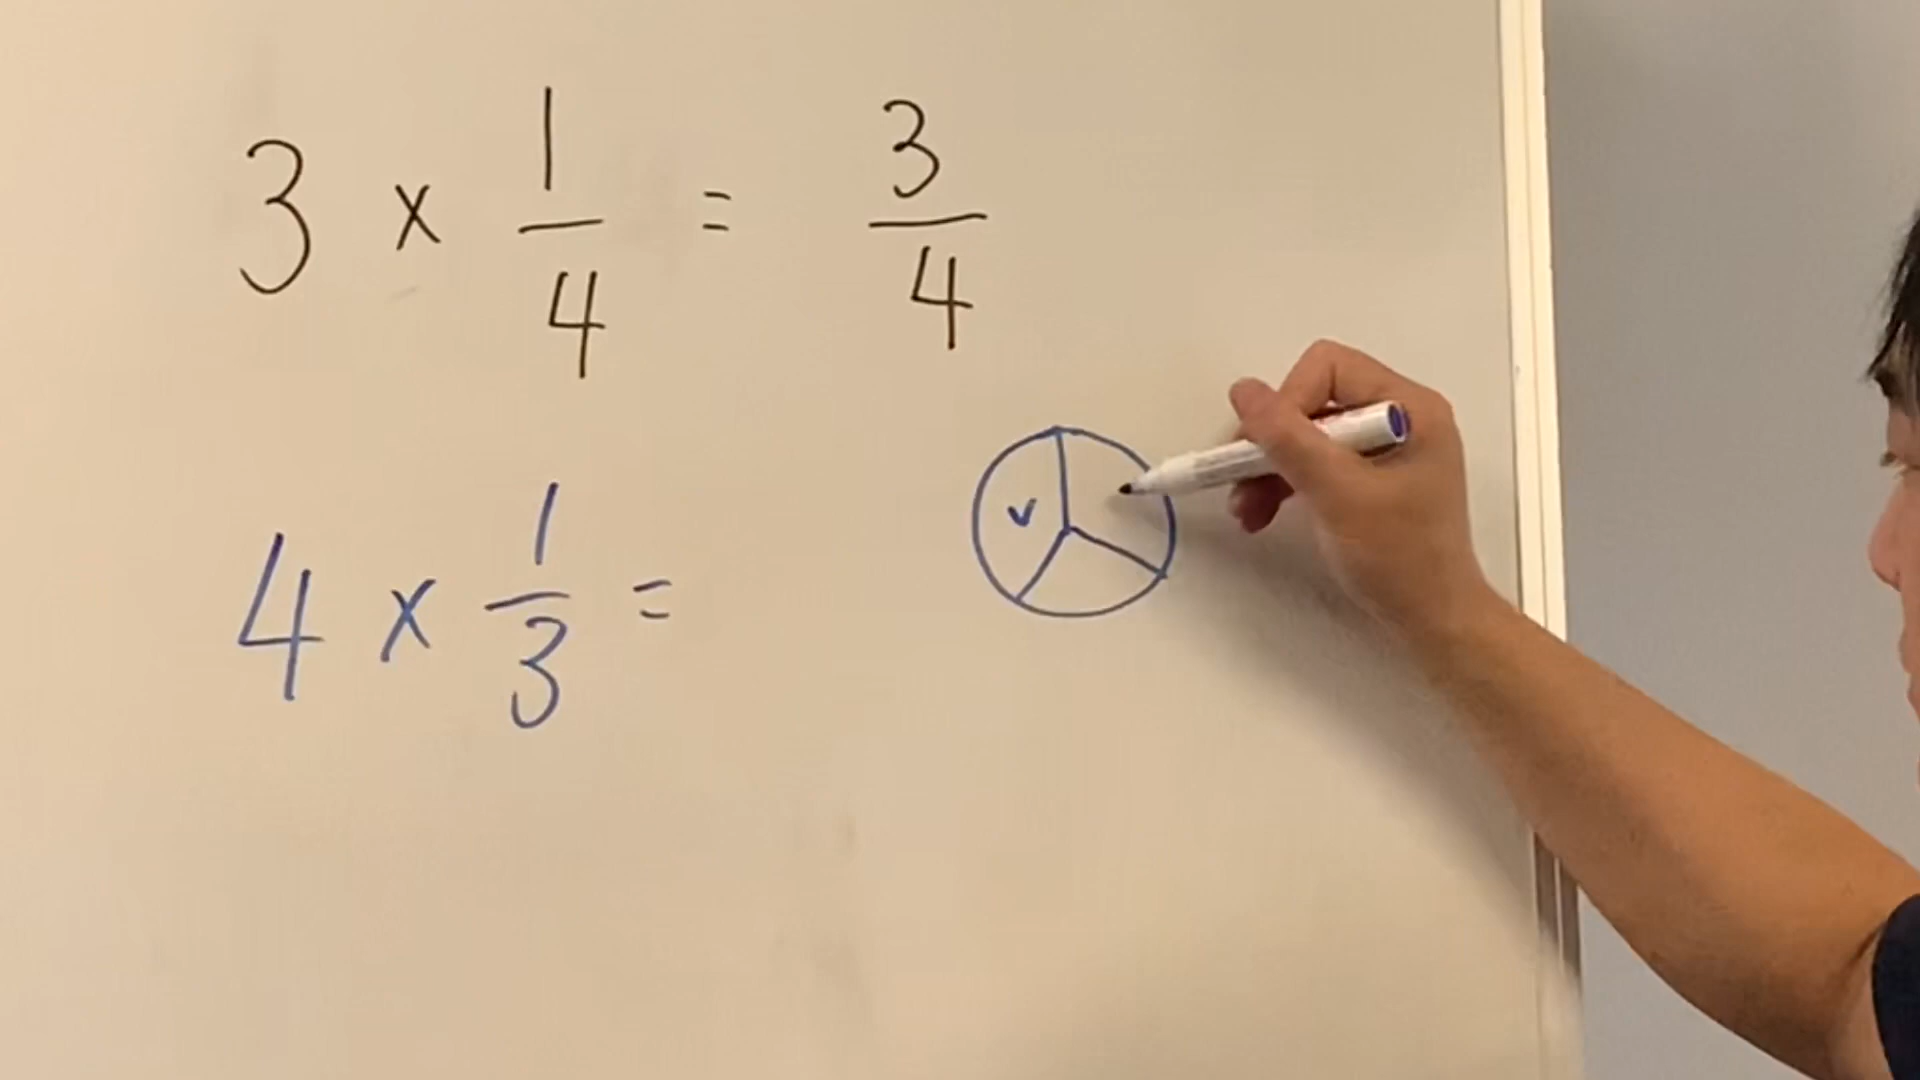 3 × 1/4 = 3/4
4 × 1/3 =